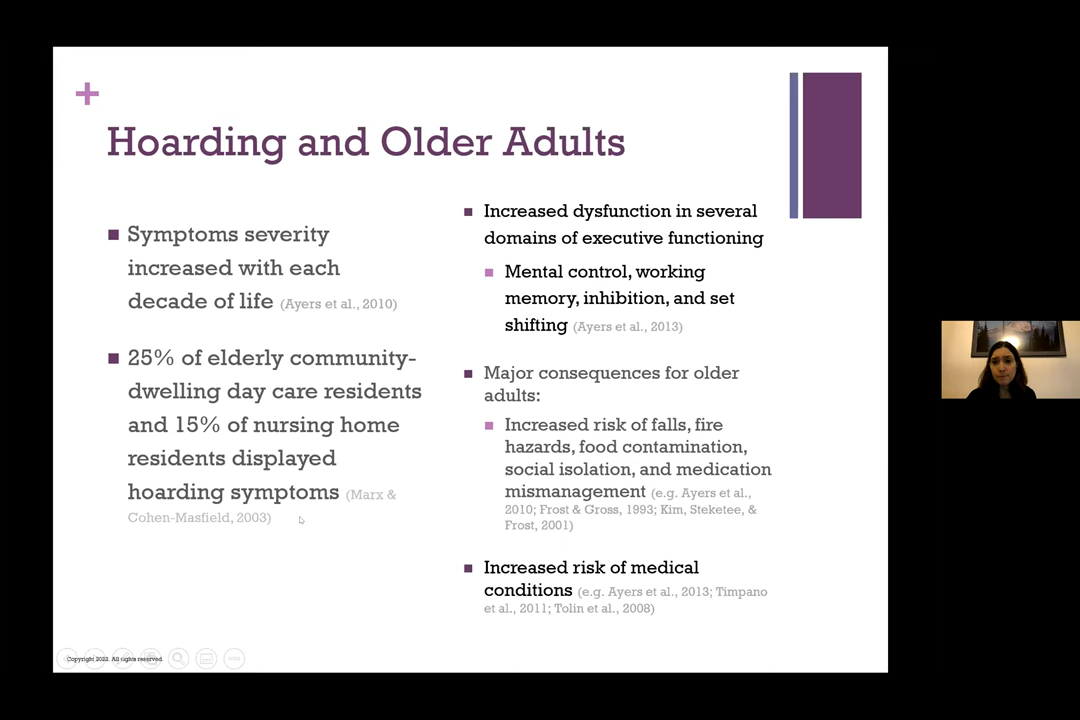 Hoarding and Older Adults
Symptoms severity
increased with each
decade of life (Ayers et al., 2010)
25% of elderly community-
dwelling day care residents
and 15% of nursing home
residents displayed
hoarding symptoms (Marx &
Cohen-Masfield, 2003)
Increased dysfunction in several
domains of executive functioning
Mental control, working
memory, inhibition, and set
shifting (Ayers et al., 2013)
Major consequences for older
adults:
Increased risk of falls, fire
hazards, food contamination,
social isolation, and medication
mismanagement (e.g. Ayers et al.,
2010; Frost & Gross, 1993; Kim, Steketee, &
Frost, 2001)
Increased risk of medical
conditions (e.g. Ayers et al., 2013; Timpano
et al., 2011; Tolin et al., 2008)
Copyright 2022. All rights reserved.